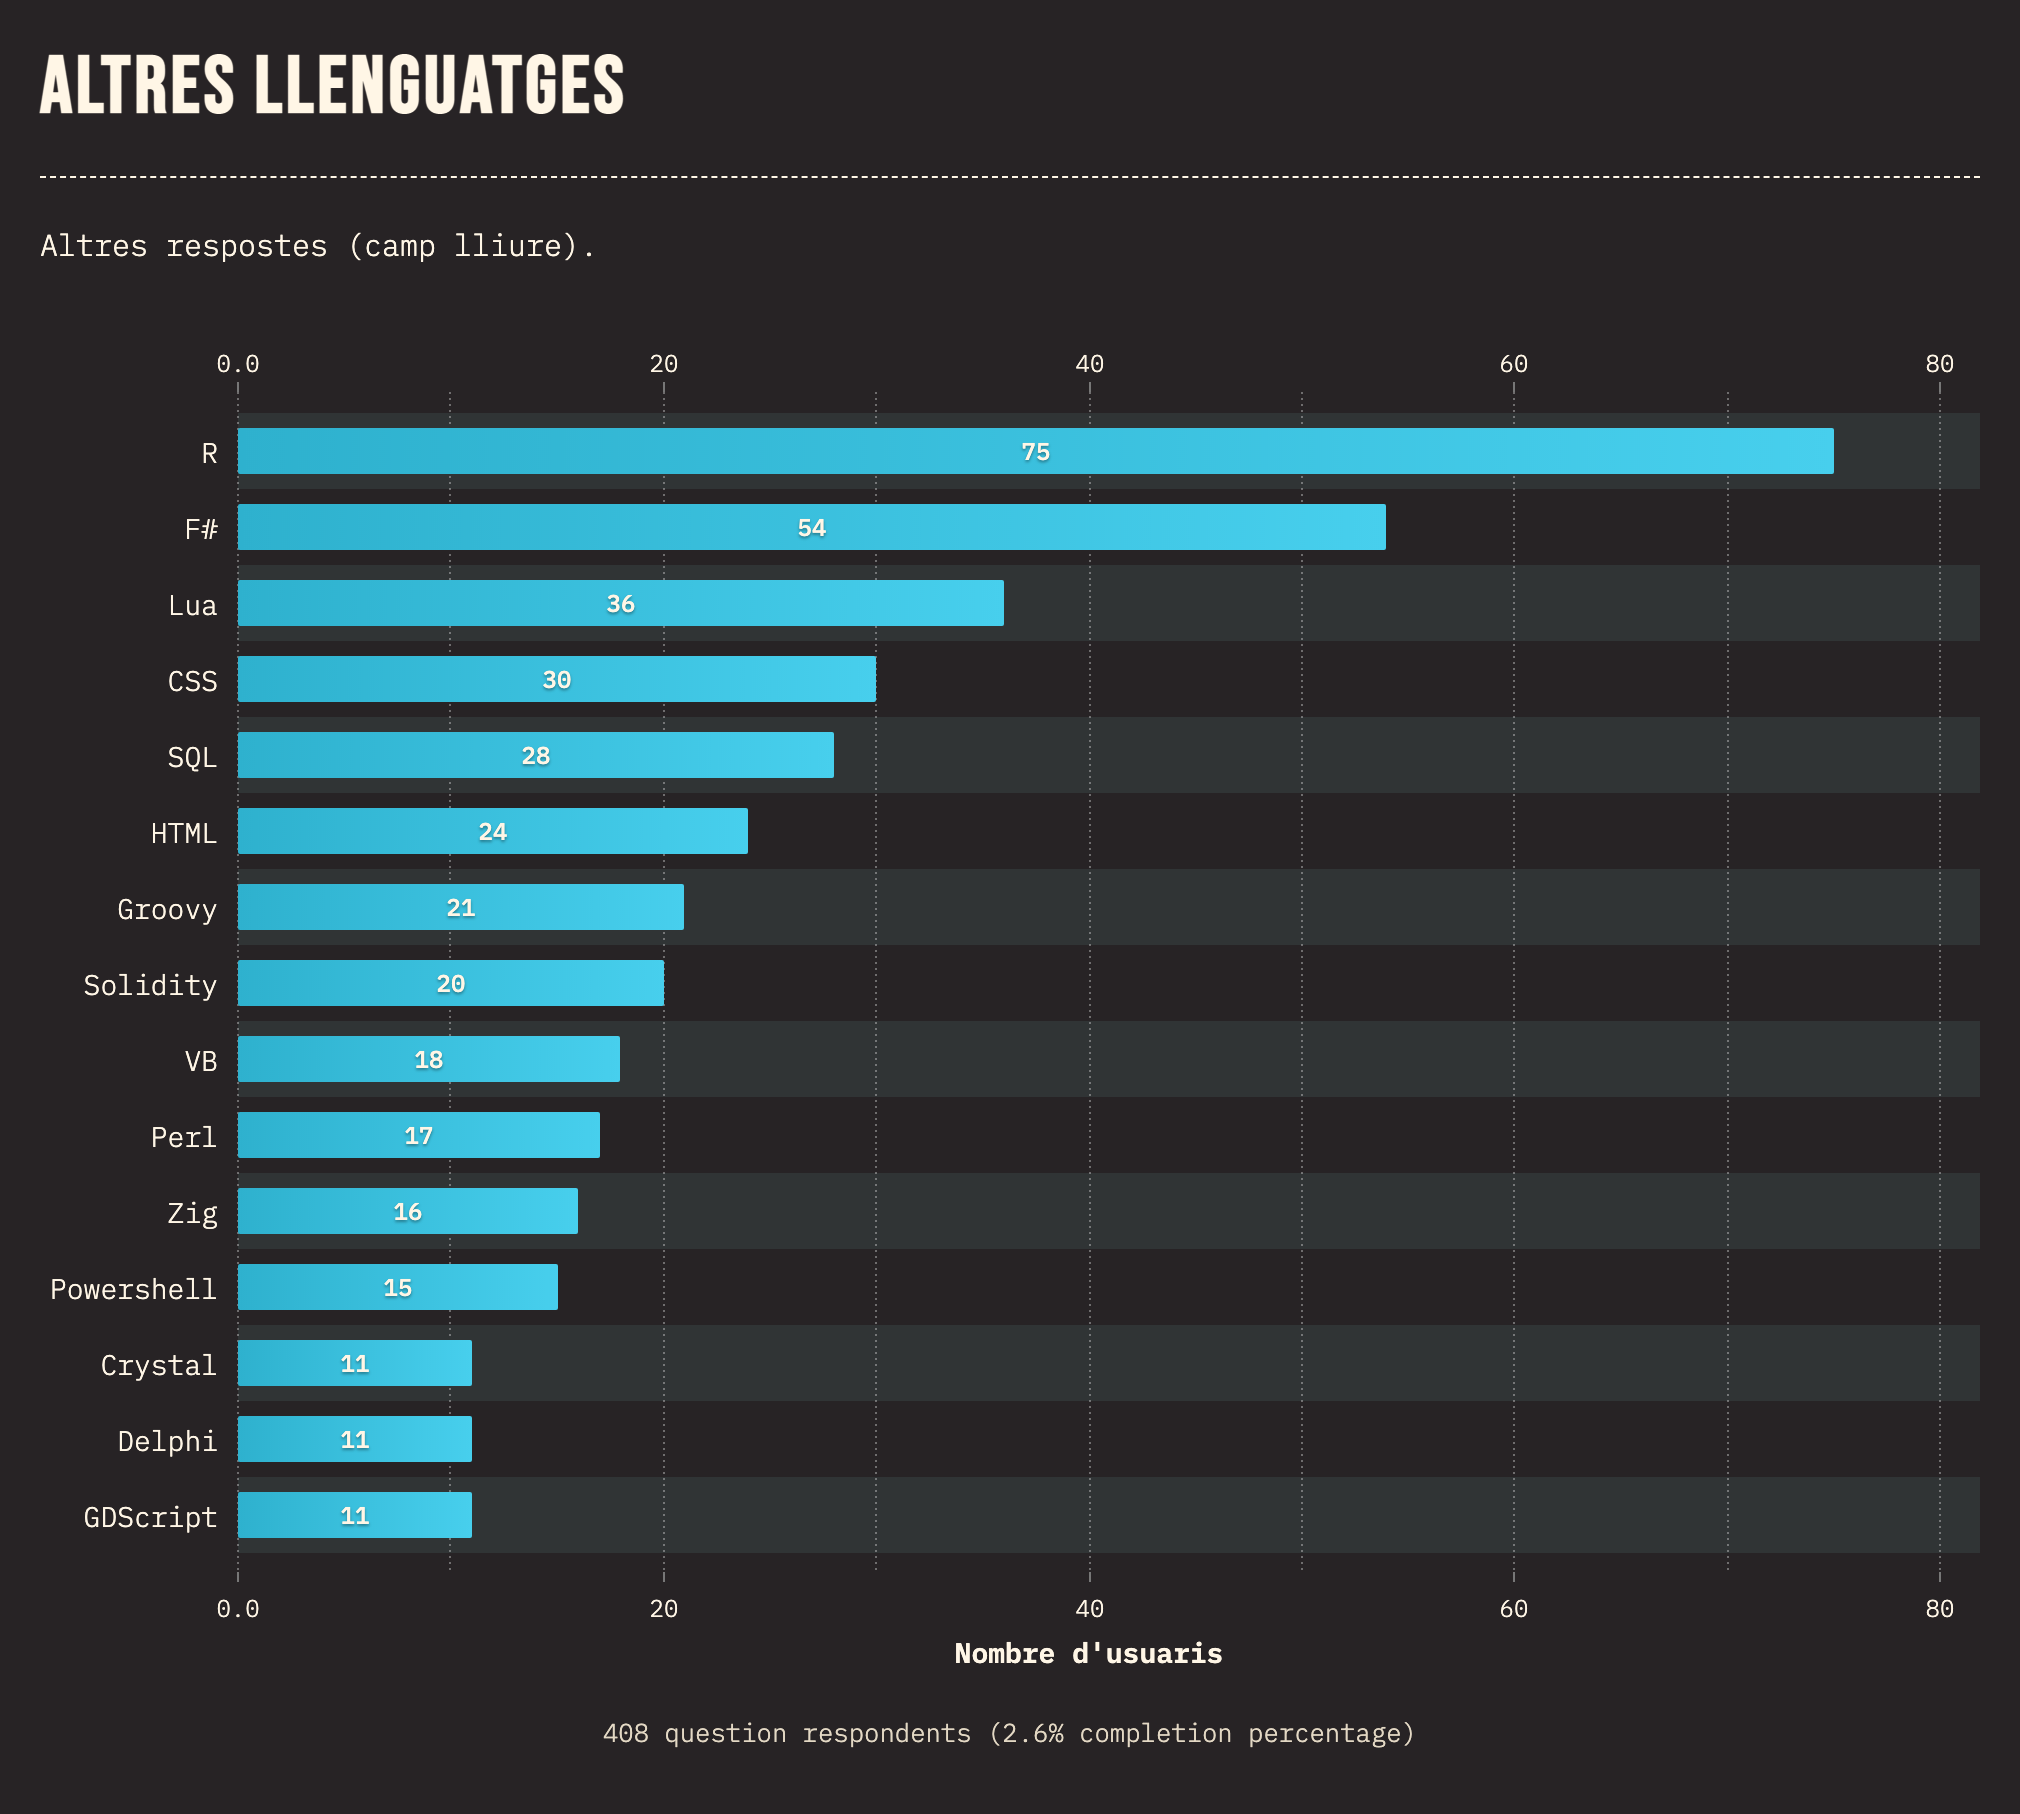 ALTRES LLENGUATGES
Altres respostes (camp lliure).
0.0 20 40 60 80
R 75
F# 54
Lua 36
CSS 30
SQL 28
HTML 24
Groovy 21
Solidity 20
VB 18
Perl 17
Zig 16
Powershell 15
Crystal 11
Delphi 11
GDScript 11
0.0 20 40 60 80
Nombre d'usuaris
408 question respondents (2.6% completion percentage)